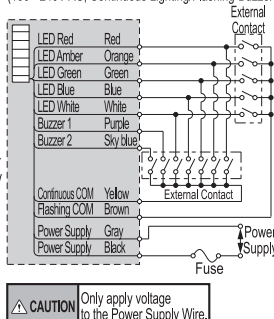 External
Contact
LED Red Red
LED Amber Orange
LED Green Green
LED Blue Blue
LED White White
Buzzer 1 Purple
Buzzer 2 Sky blue
Continuous COM Yellow
External Contact
Flashing COM Brown
Power Supply Gray
Power Supply Black
Power
Supply
Fuse
CAUTION
Only apply voltage
to the Power Supply Wire.